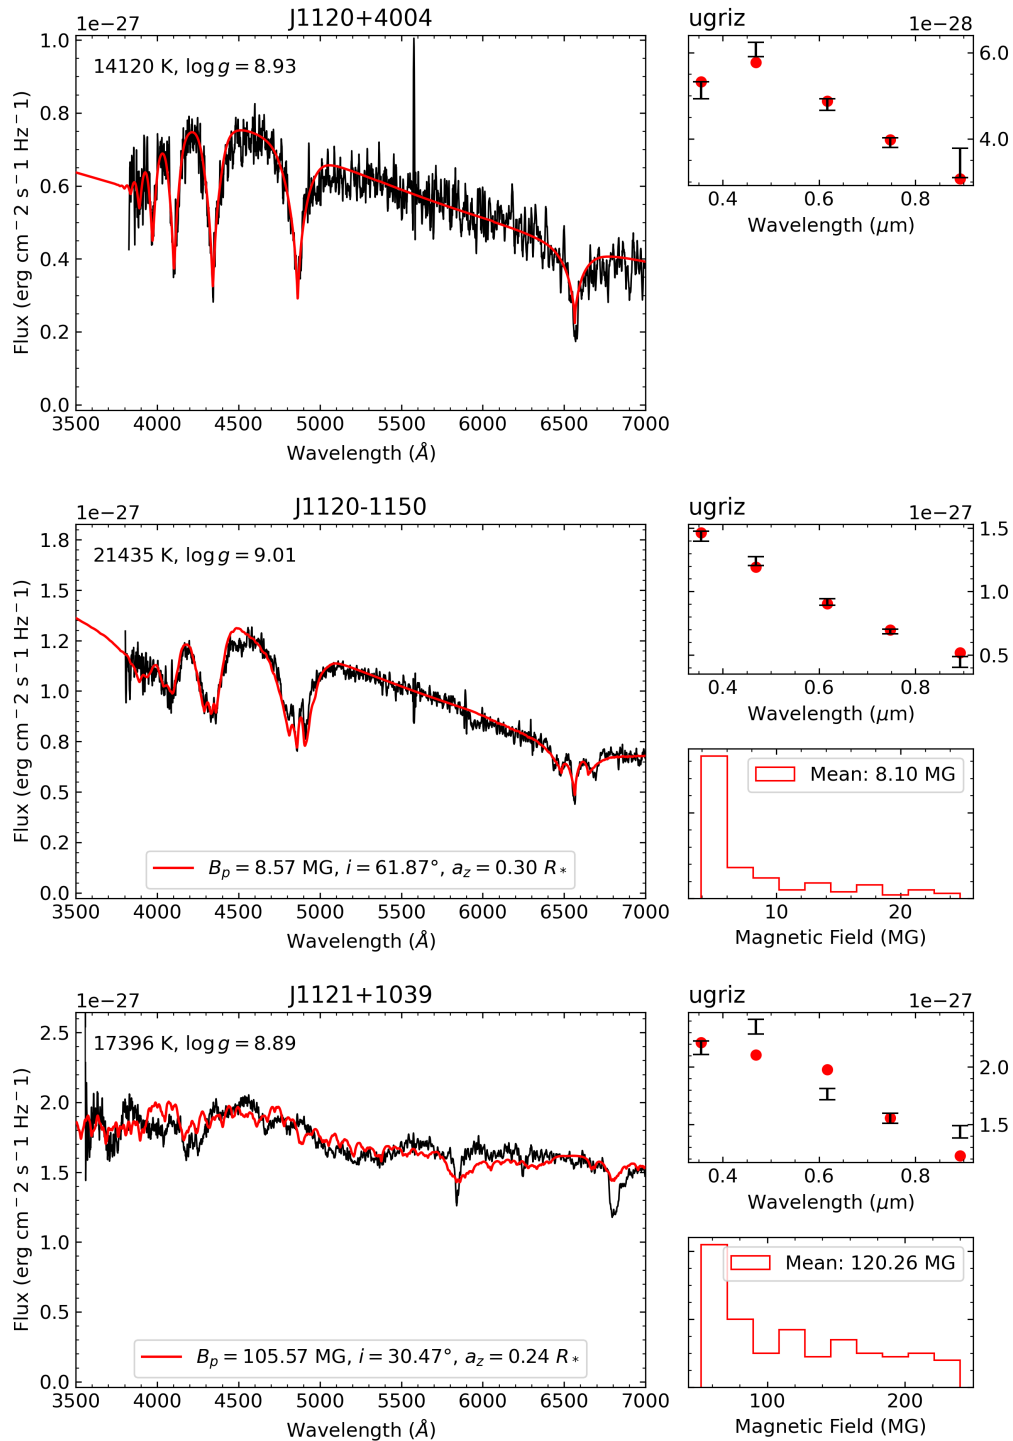 J1120+4004
1e−27
14120 K, log g = 8.93
Flux (erg cm−2 s−1 Hz−1)
1.0
0.8
0.6
0.4
0.2
0.0
3500 4000 4500 5000 5500 6000 6500 7000
Wavelength (Å)
ugriz
1e−28
6.0
4.0
0.4 0.6 0.8
Wavelength (μm)
J1120-1150
1e−27
21435 K, log g = 9.01
Flux (erg cm−2 s−1 Hz−1)
1.8
1.5
1.2
1.0
0.8
0.5
0.2
0.0
B_p = 8.57 MG, i = 61.87°, a_z = 0.30 R_*
3500 4000 4500 5000 5500 6000 6500 7000
Wavelength (Å)
ugriz
1e−27
1.5
1.0
0.5
0.4 0.6 0.8
Wavelength (μm)
Mean: 8.10 MG
10 20
Magnetic Field (MG)
J1121+1039
1e−27
17396 K, log g = 8.89
Flux (erg cm−2 s−1 Hz−1)
2.5
2.0
1.5
1.0
0.5
0.0
B_p = 105.57 MG, i = 30.47°, a_z = 0.24 R_*
3500 4000 4500 5000 5500 6000 6500 7000
Wavelength (Å)
ugriz
1e−27
2.0
1.5
0.4 0.6 0.8
Wavelength (μm)
Mean: 120.26 MG
100 200
Magnetic Field (MG)